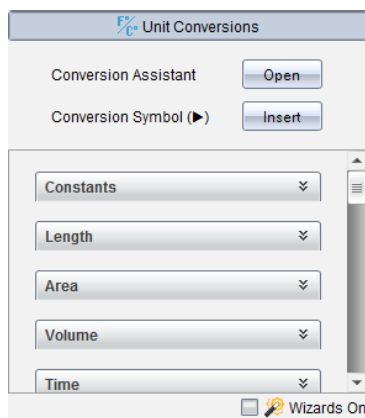 F°/C° Unit Conversions
Conversion Assistant Open
Conversion Symbol (►) Insert
Constants
Length
Area
Volume
Time
Wizards On